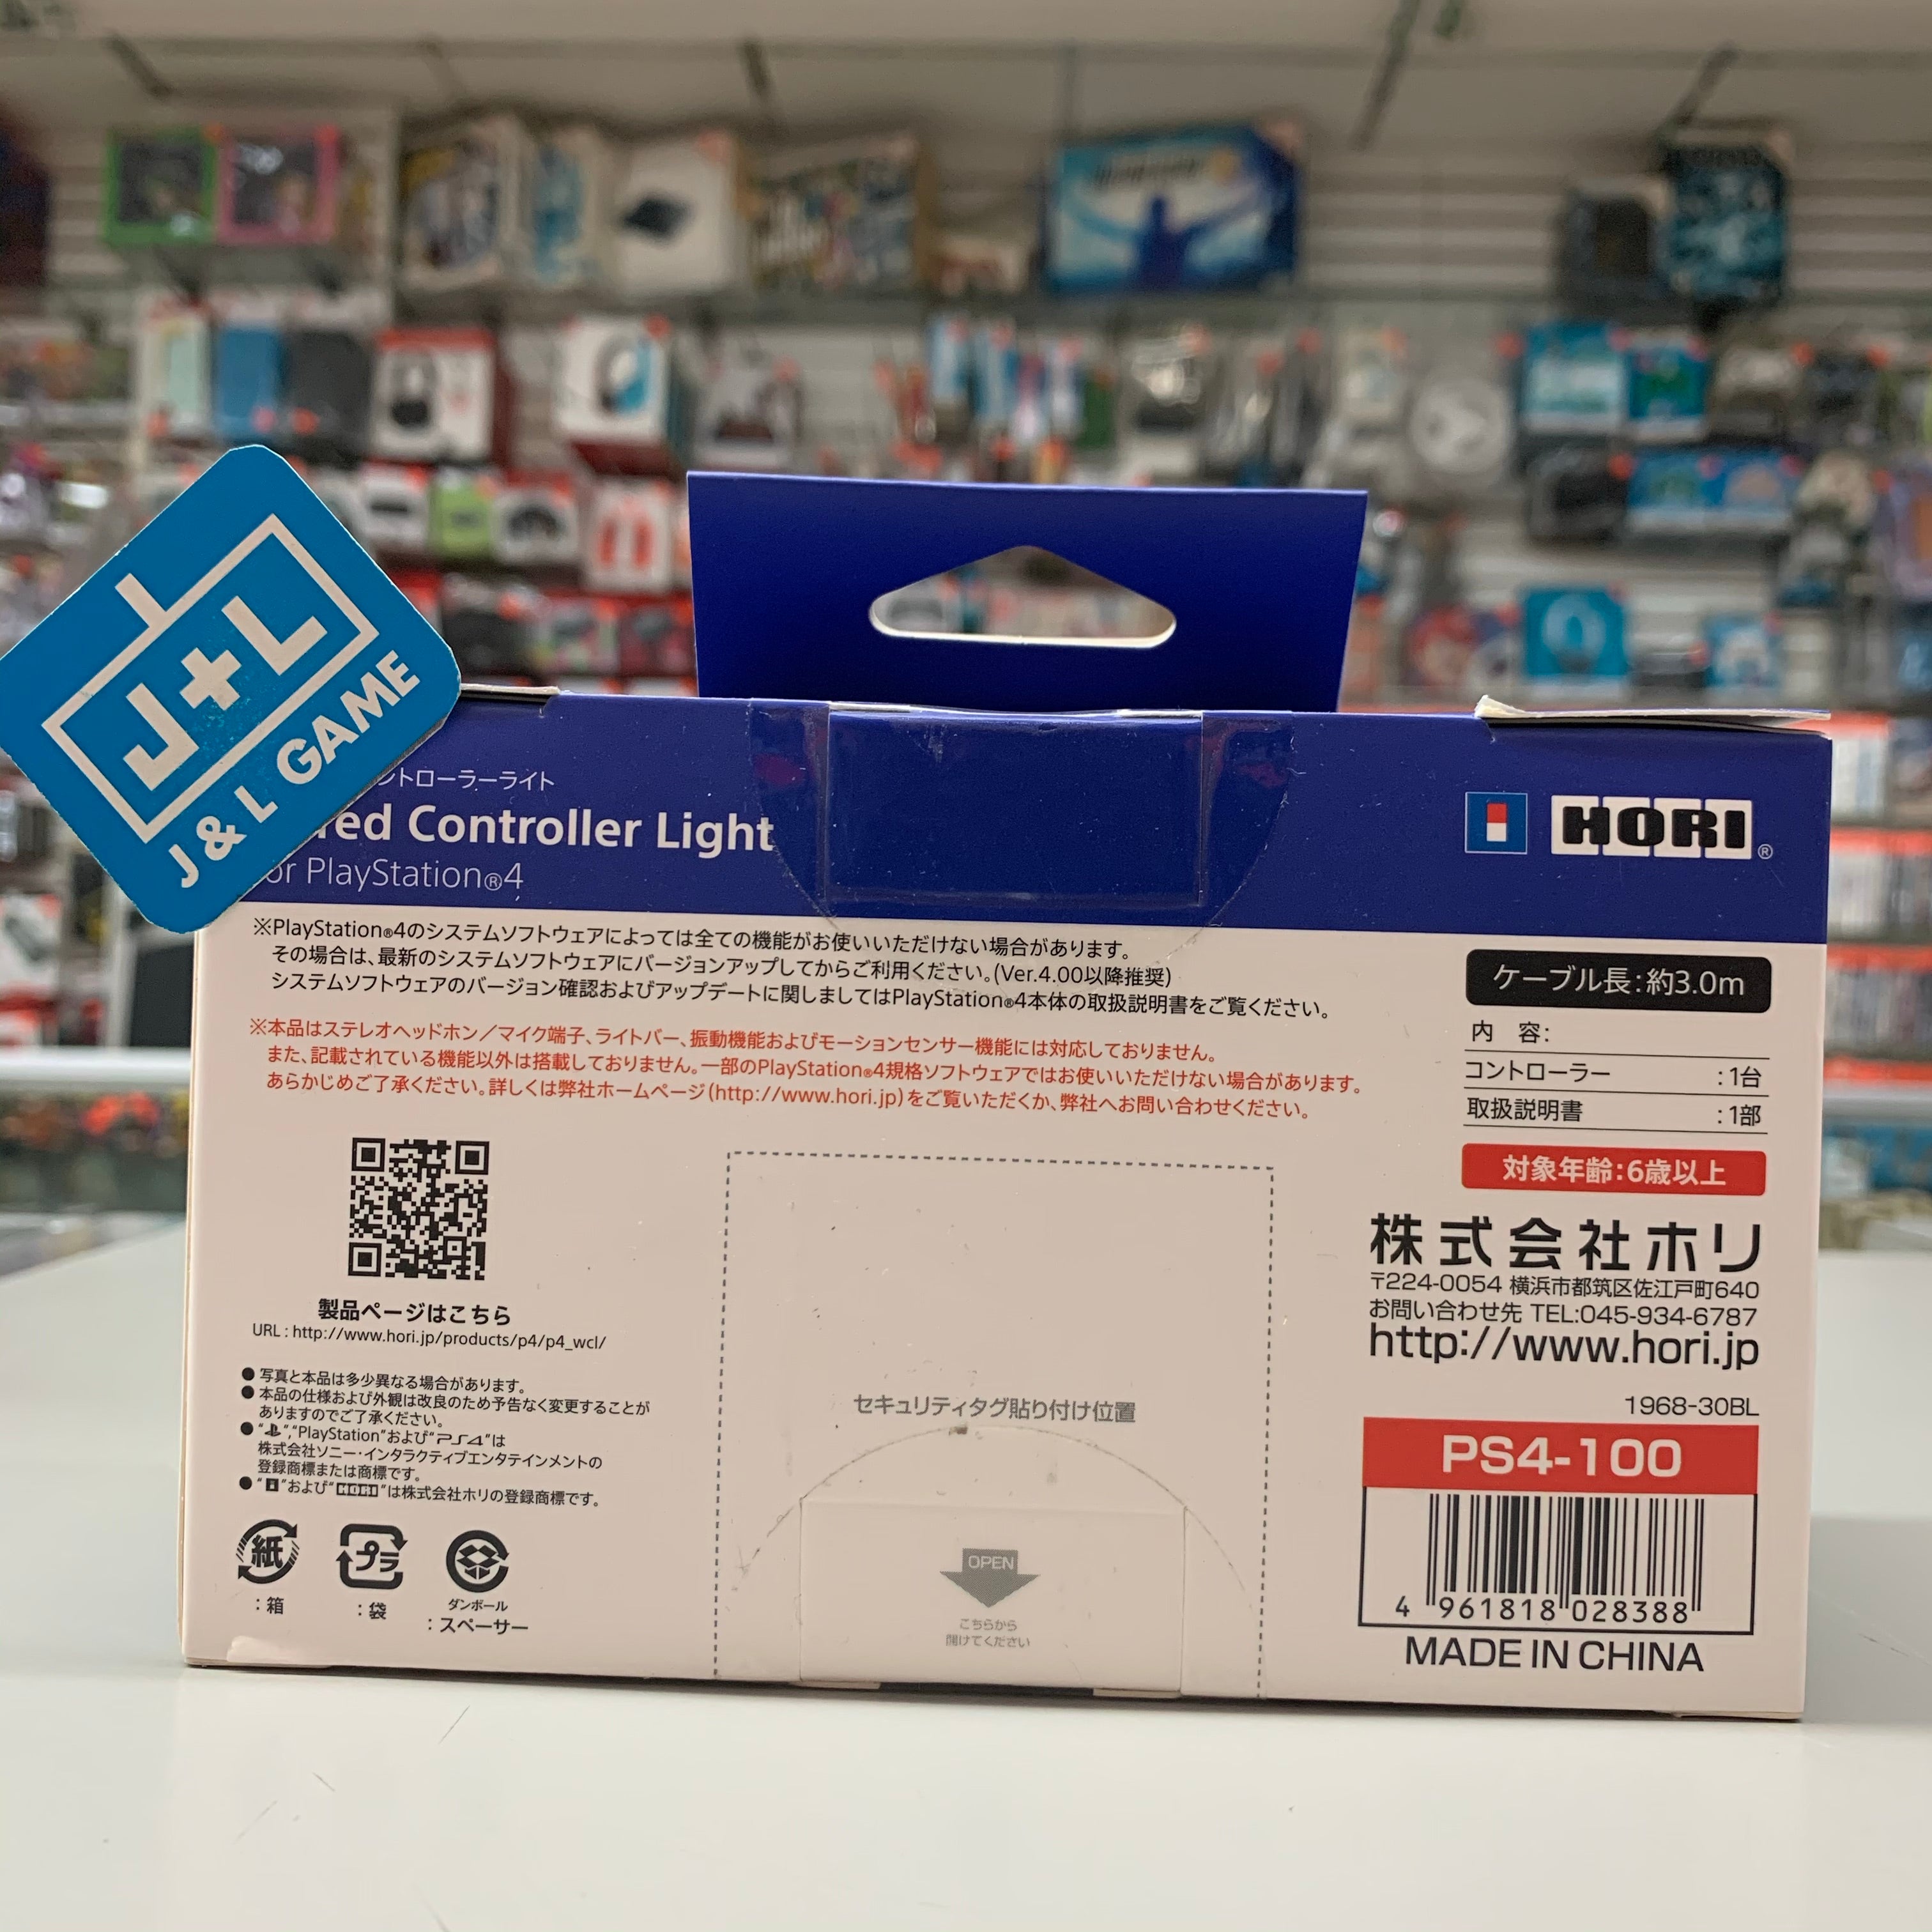 J+L
J & L GAME
ントローラーライト
red Controller Light
or PlayStation®4
HORI®
※PlayStation®4のシステムソフトウェアによっては全ての機能がお使いいただけない場合があります。
その場合は、最新のシステムソフトウェアにバージョンアップしてからご利用ください。(Ver.4.00以降推奨)
システムソフトウェアのバージョン確認およびアップデートに関しましてはPlayStation®4本体の取扱説明書をご覧ください。
※本品はステレオヘッドホン／マイク端子、ライトバー、振動機能およびモーションセンサー機能には対応しておりません。
また、記載されている機能以外は搭載しておりません。一部のPlayStation®4規格ソフトウェアではお使いいただけない場合があります。
あらかじめご了承ください。詳しくは弊社ホームページ(http://www.hori.jp)をご覧いただくか、弊社へお問い合わせください。
製品ページはこちら
URL : http://www.hori.jp/products/p4/p4_wcl/
● 写真と本品は多少異なる場合があります。
● 本品の仕様および外観は改良のため予告なく変更することが
ありますのでご了承ください。
● “ ”,“PlayStation”および“PS4”は
株式会社ソニー・インタラクティブエンタテインメントの
登録商標または商標です。
● “ ”および“HORI”は株式会社ホリの登録商標です。
紙
：箱
プラ
：袋
ダンボール
：スペーサー
セキュリティタグ貼り付け位置
OPEN
こちらから
開けてください
ケーブル長：約3.0m
内 容：
コントローラー ：1台
取扱説明書 ：1部
対象年齢：6歳以上
株式会社ホリ
〒224-0054 横浜市都筑区佐江戸町640
お問い合わせ先 TEL:045-934-6787
http://www.hori.jp
1968-30BL
PS4-100
4 961818 028388
MADE IN CHINA